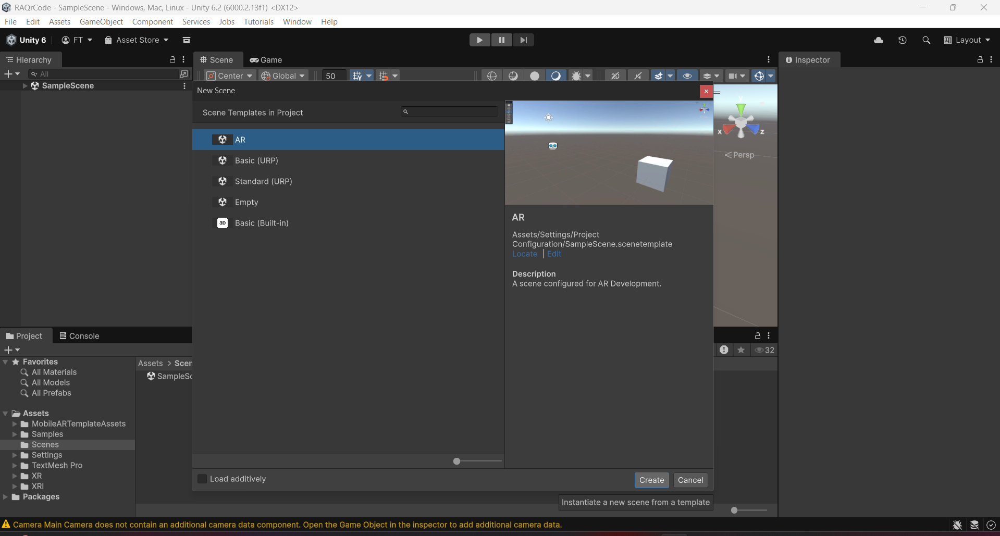 RAQrCode - SampleScene - Windows, Mac, Linux - Unity 6.2 (6000.2.13f1) <DX12>
File Edit Assets GameObject Component Services Jobs Tutorials Window Help
Unity 6 FT Asset Store Layout
Hierarchy Scene Game Inspector
All Center Global 50 2D
SampleScene
New Scene
Scene Templates in Project
AR
Basic (URP)
Standard (URP)
Empty
3D Basic (Built-in)
y
x z
Persp
AR
Assets/Settings/Project
Configuration/SampleScene.scenetemplate
Locate | Edit
Description
A scene configured for AR Development.
Load additively Create Cancel
Instantiate a new scene from a template
Project Console
32
Favorites
All Materials
All Models
All Prefabs
Assets
MobileARTemplateAssets
Samples
Scenes
Settings
TextMesh Pro
XR
XRI
Packages
Assets > Scen
SampleSc
Camera Main Camera does not contain an additional camera data component. Open the Game Object in the inspector to add additional camera data.